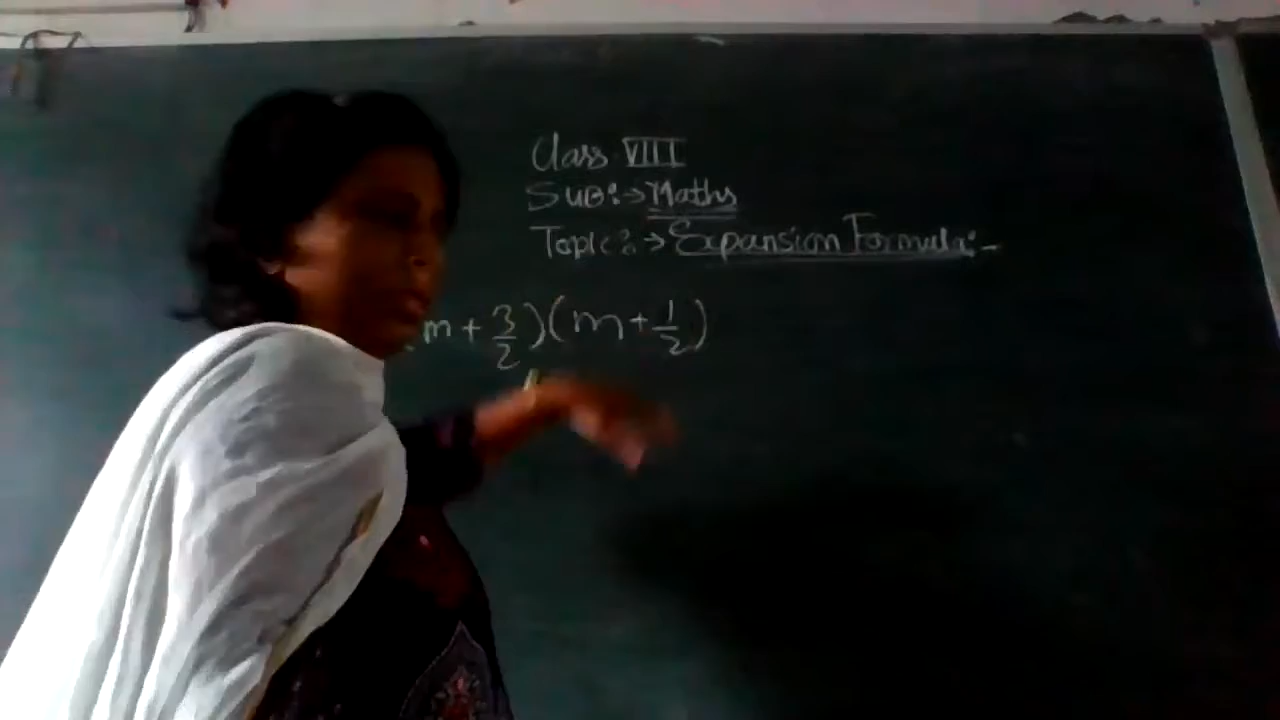 Class VIII
SUB:→Maths
Topic:→Expansion Formula:-
m + 3/2)(m + 1/2)